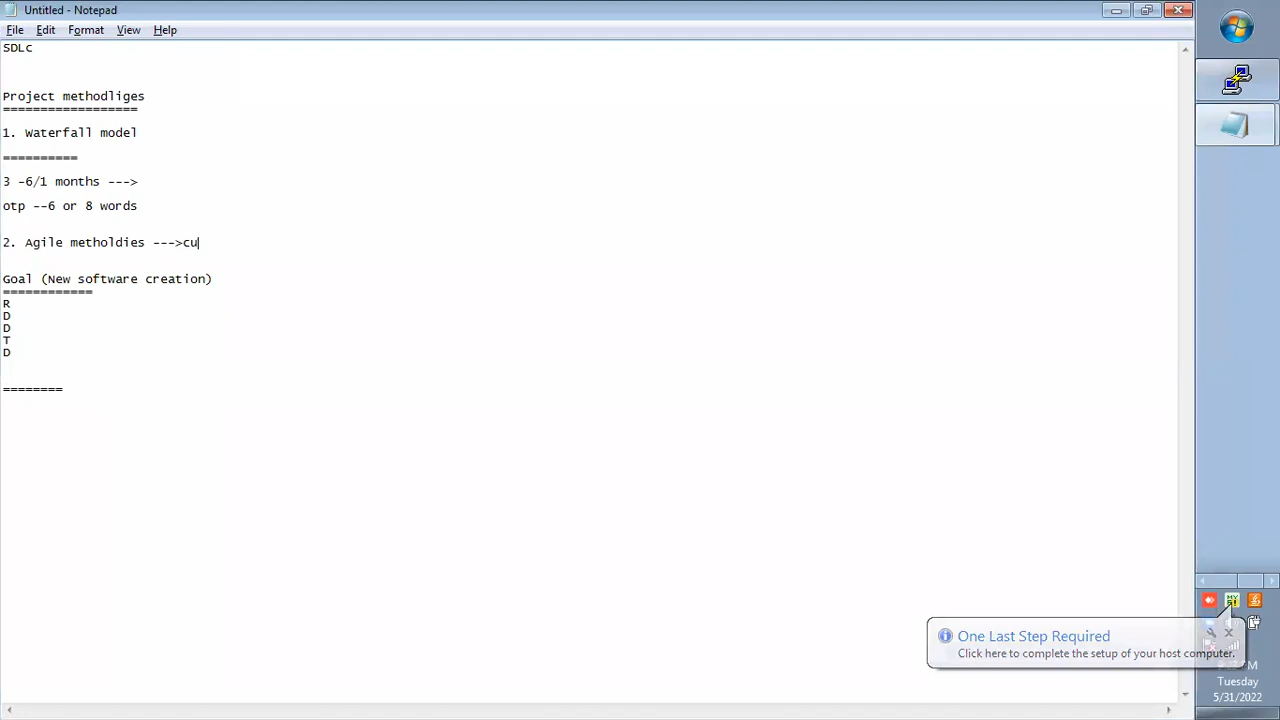 Untitled - Notepad
File Edit Format View Help
SDLc
Project methodliges
==================
1. Waterfall model
==========
3 -6/1 months --->
otp --6 or 8 words
2. Agile metholdies --->cu
Goal (New software creation)
============
R
D
D
T
D
========
One Last Step Required
Click here to complete the setup of your host computer.
Tuesday
5/31/2022